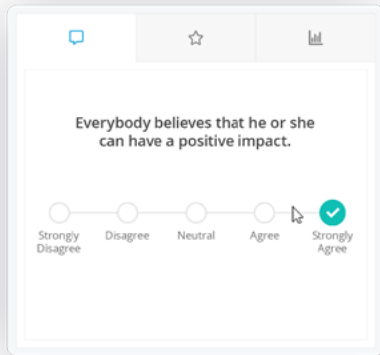 Everybody believes that he or she
can have a positive impact.
Strongly Disagree
Disagree
Neutral
Agree
Strongly Agree